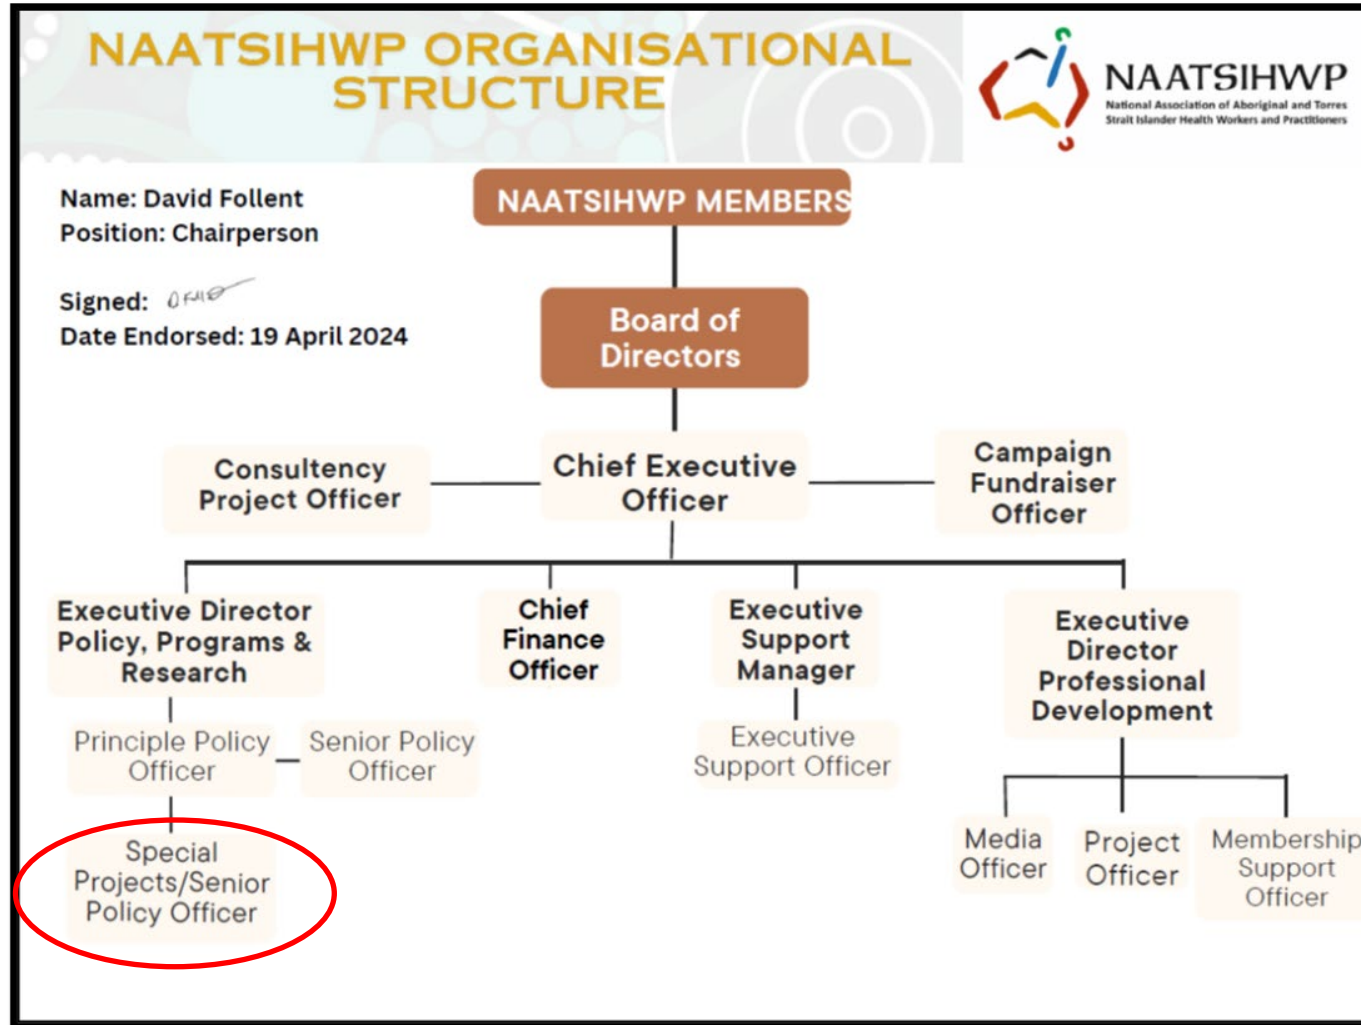 NAATSIHWP ORGANISATIONAL
STRUCTURE
NAATSIHWP
National Association of Aboriginal and Torres
Strait Islander Health Workers and Practitioners
Name: David Follent
Position: Chairperson
Signed:
Date Endorsed: 19 April 2024
NAATSIHWP MEMBERS
Board of
Directors
Consultency
Project Officer
Chief Executive
Officer
Campaign
Fundraiser
Officer
Executive Director
Policy, Programs &
Research
Chief
Finance
Officer
Executive
Support
Manager
Executive
Director
Professional
Development
Principle Policy
Officer
Senior Policy
Officer
Executive
Support Officer
Special
Projects/Senior
Policy Officer
Media
Officer
Project
Officer
Membership
Support
Officer